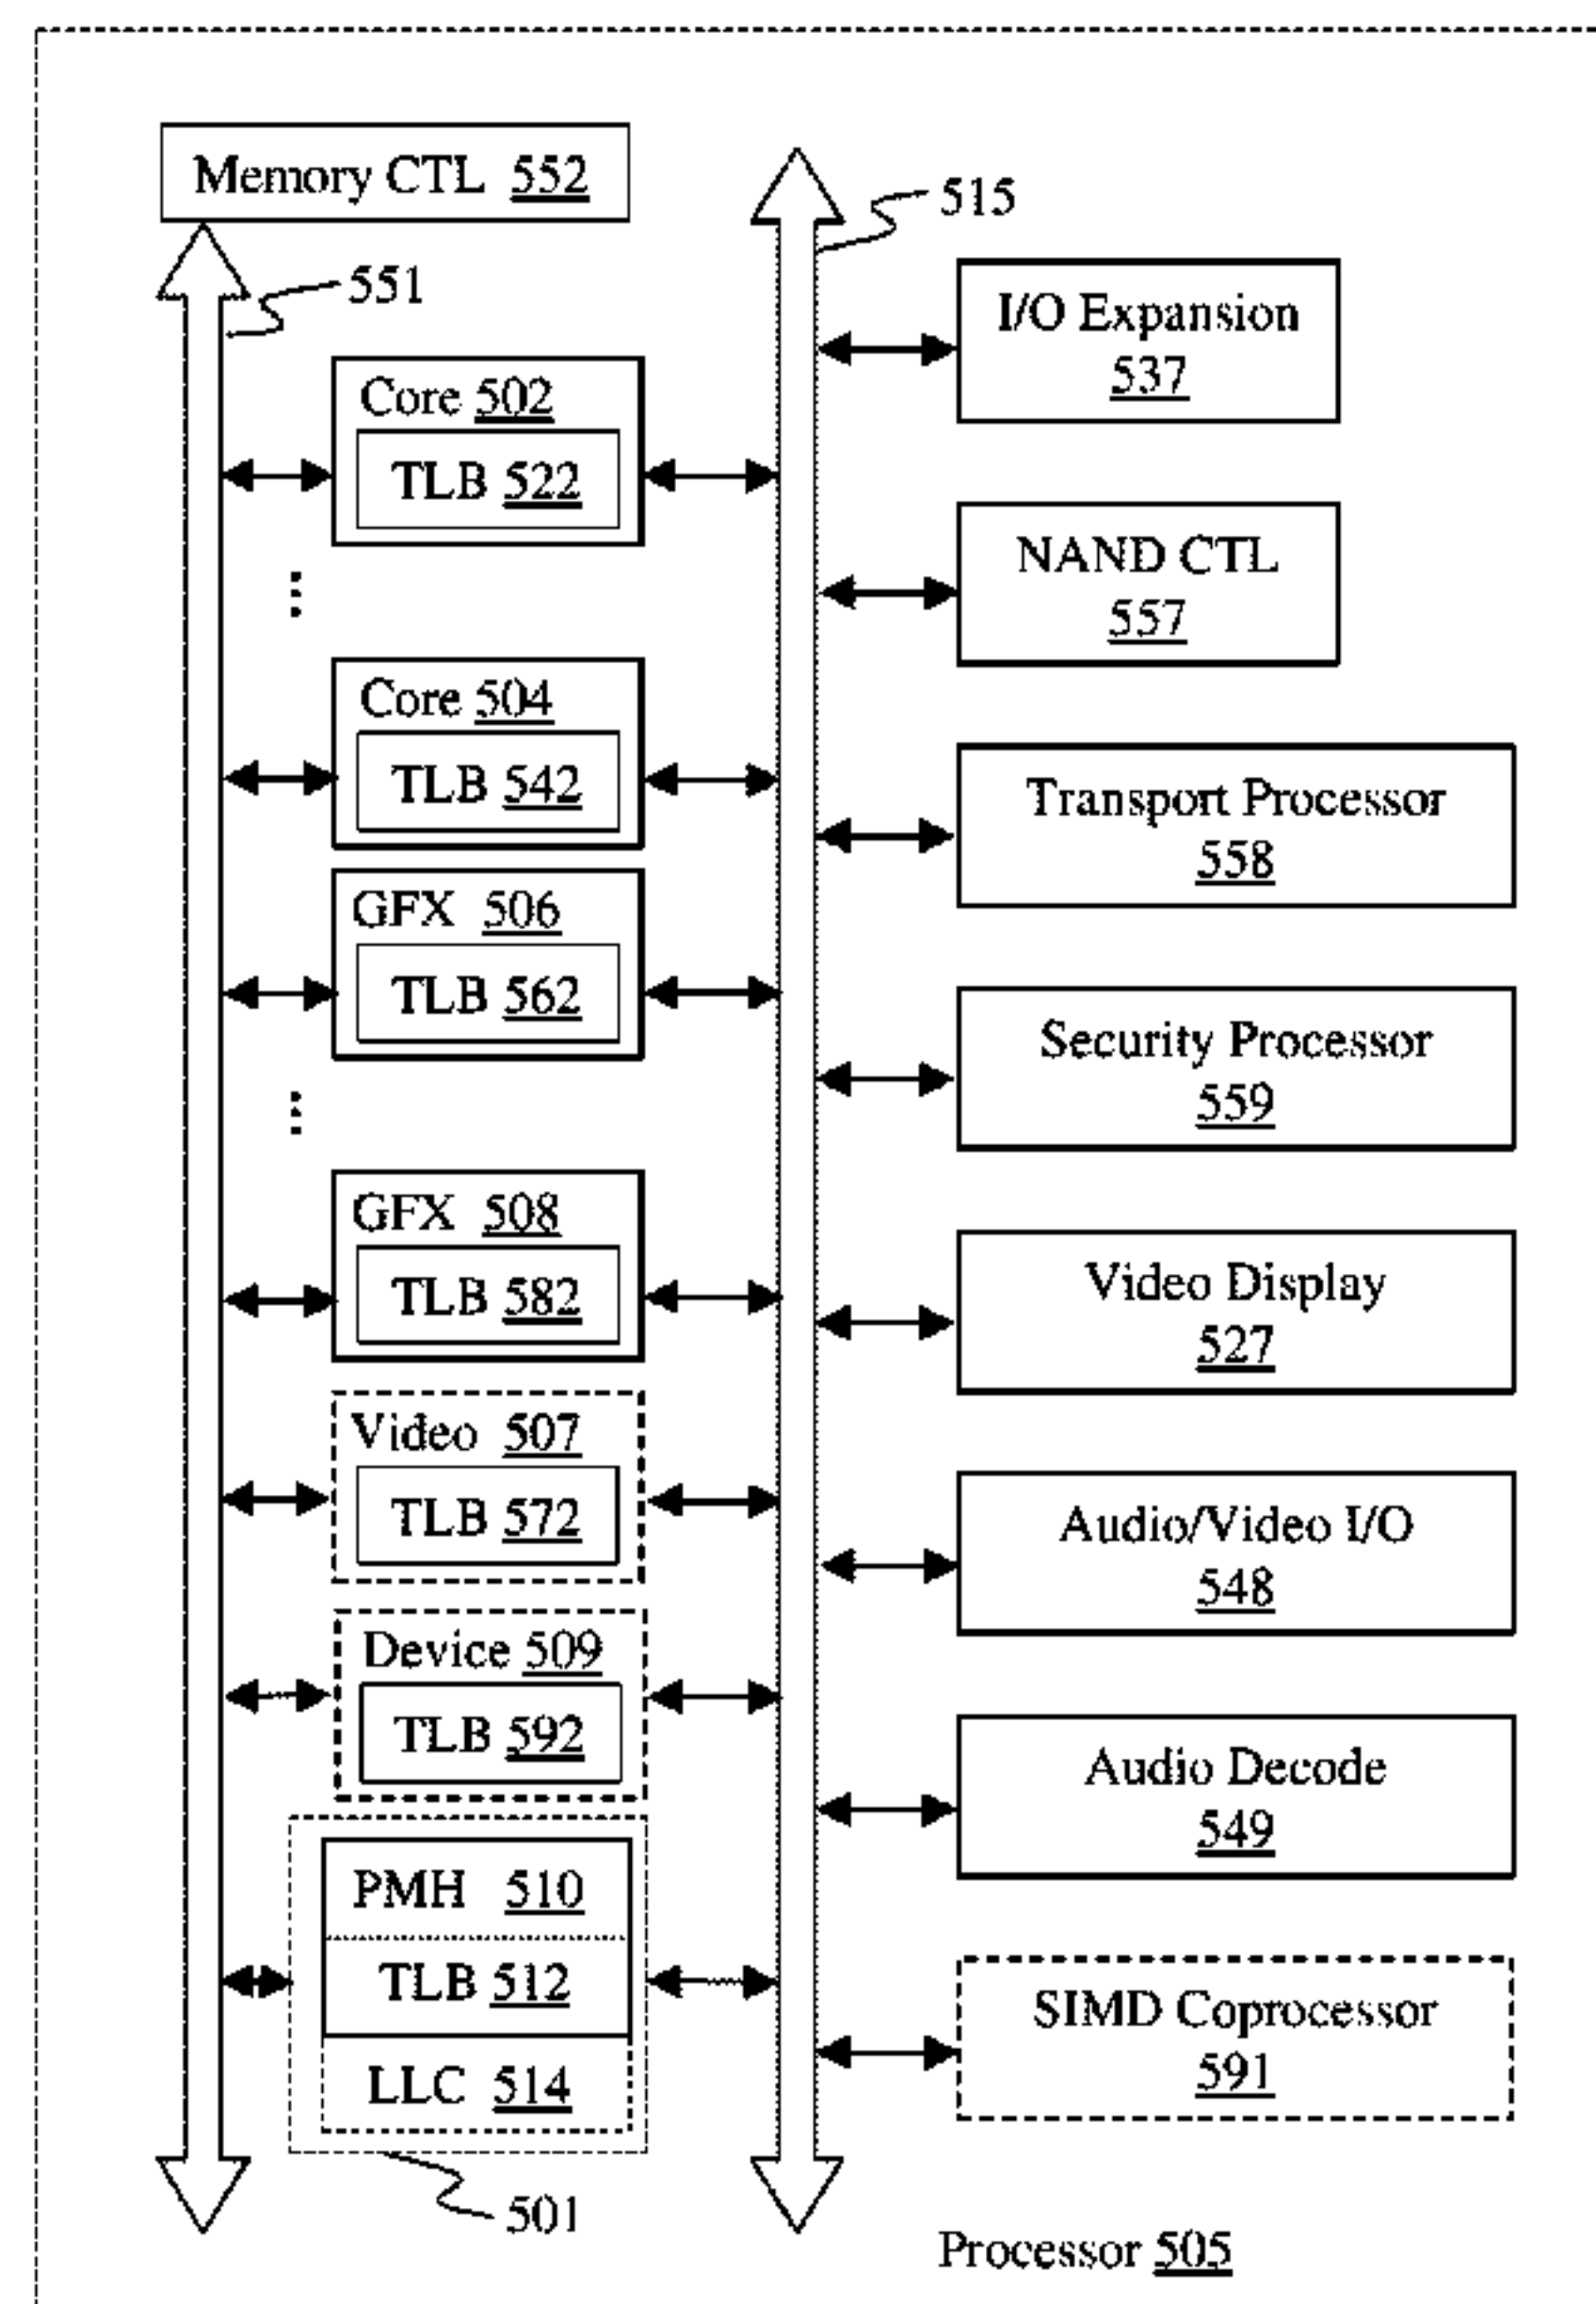 Memory CTL 552
551
Core 502
TLB 522
Core 504
TLB 542
GFX 506
TLB 562
GFX 508
TLB 582
Video 507
TLB 572
Device 509
TLB 592
PMH 510
TLB 512
LLC 514
501
515
I/O Expansion
537
NAND CTL
557
Transport Processor
558
Security Processor
559
Video Display
527
Audio/Video I/O
548
Audio Decode
549
SIMD Coprocessor
591
Processor 505